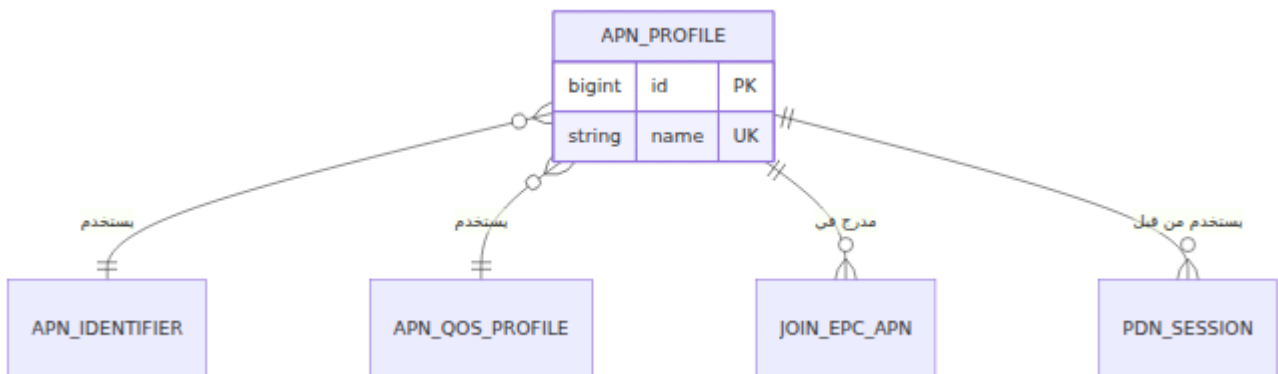 APN_PROFILE
bigint id PK
string name UK
يستخدم
يستخدم
مدرج في
يستخدم من قبل
APN_IDENTIFIER
APN_QOS_PROFILE
JOIN_EPC_APN
PDN_SESSION